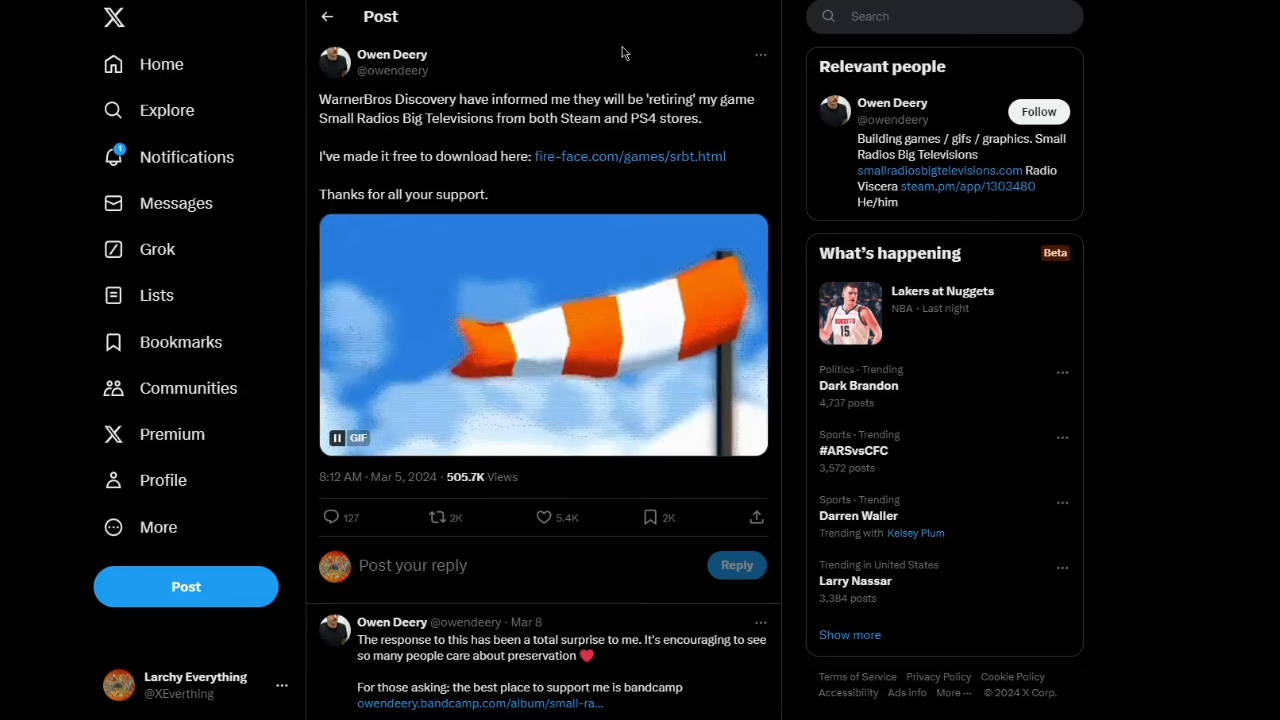 Home
Explore
1
Notifications
Messages
Grok
Lists
Bookmarks
Communities
Premium
Profile
More
Post
Larchy Everything
@XEverthing
Post
Owen Deery
@owendeery
WarnerBros Discovery have informed me they will be 'retiring' my game
Small Radios Big Televisions from both Steam and PS4 stores.
I've made it free to download here: fire-face.com/games/srbt.html
Thanks for all your support.
GIF
8:12 AM · Mar 5, 2024 · 505.7K Views
127
2K
5.4K
2K
Post your reply
Reply
Owen Deery @owendeery · Mar 8
The response to this has been a total surprise to me. It's encouraging to see
so many people care about preservation ❤️
For those asking: the best place to support me is bandcamp
owendeery.bandcamp.com/album/small-ra...
Search
Relevant people
Owen Deery
@owendeery
Follow
Building games / gifs / graphics. Small
Radios Big Televisions
smallradiosbigtelevisions.com Radio
Viscera steam.pm/app/1303480
He/him
What's happening
Beta
Lakers at Nuggets
NBA · Last night
15
Politics · Trending
Dark Brandon
4,737 posts
Sports · Trending
#ARSvsCFC
3,572 posts
Sports · Trending
Darren Waller
Trending with Kelsey Plum
Trending in United States
Larry Nassar
3,384 posts
Show more
Terms of Service Privacy Policy Cookie Policy
Accessibility Ads info More ··· © 2024 X Corp.